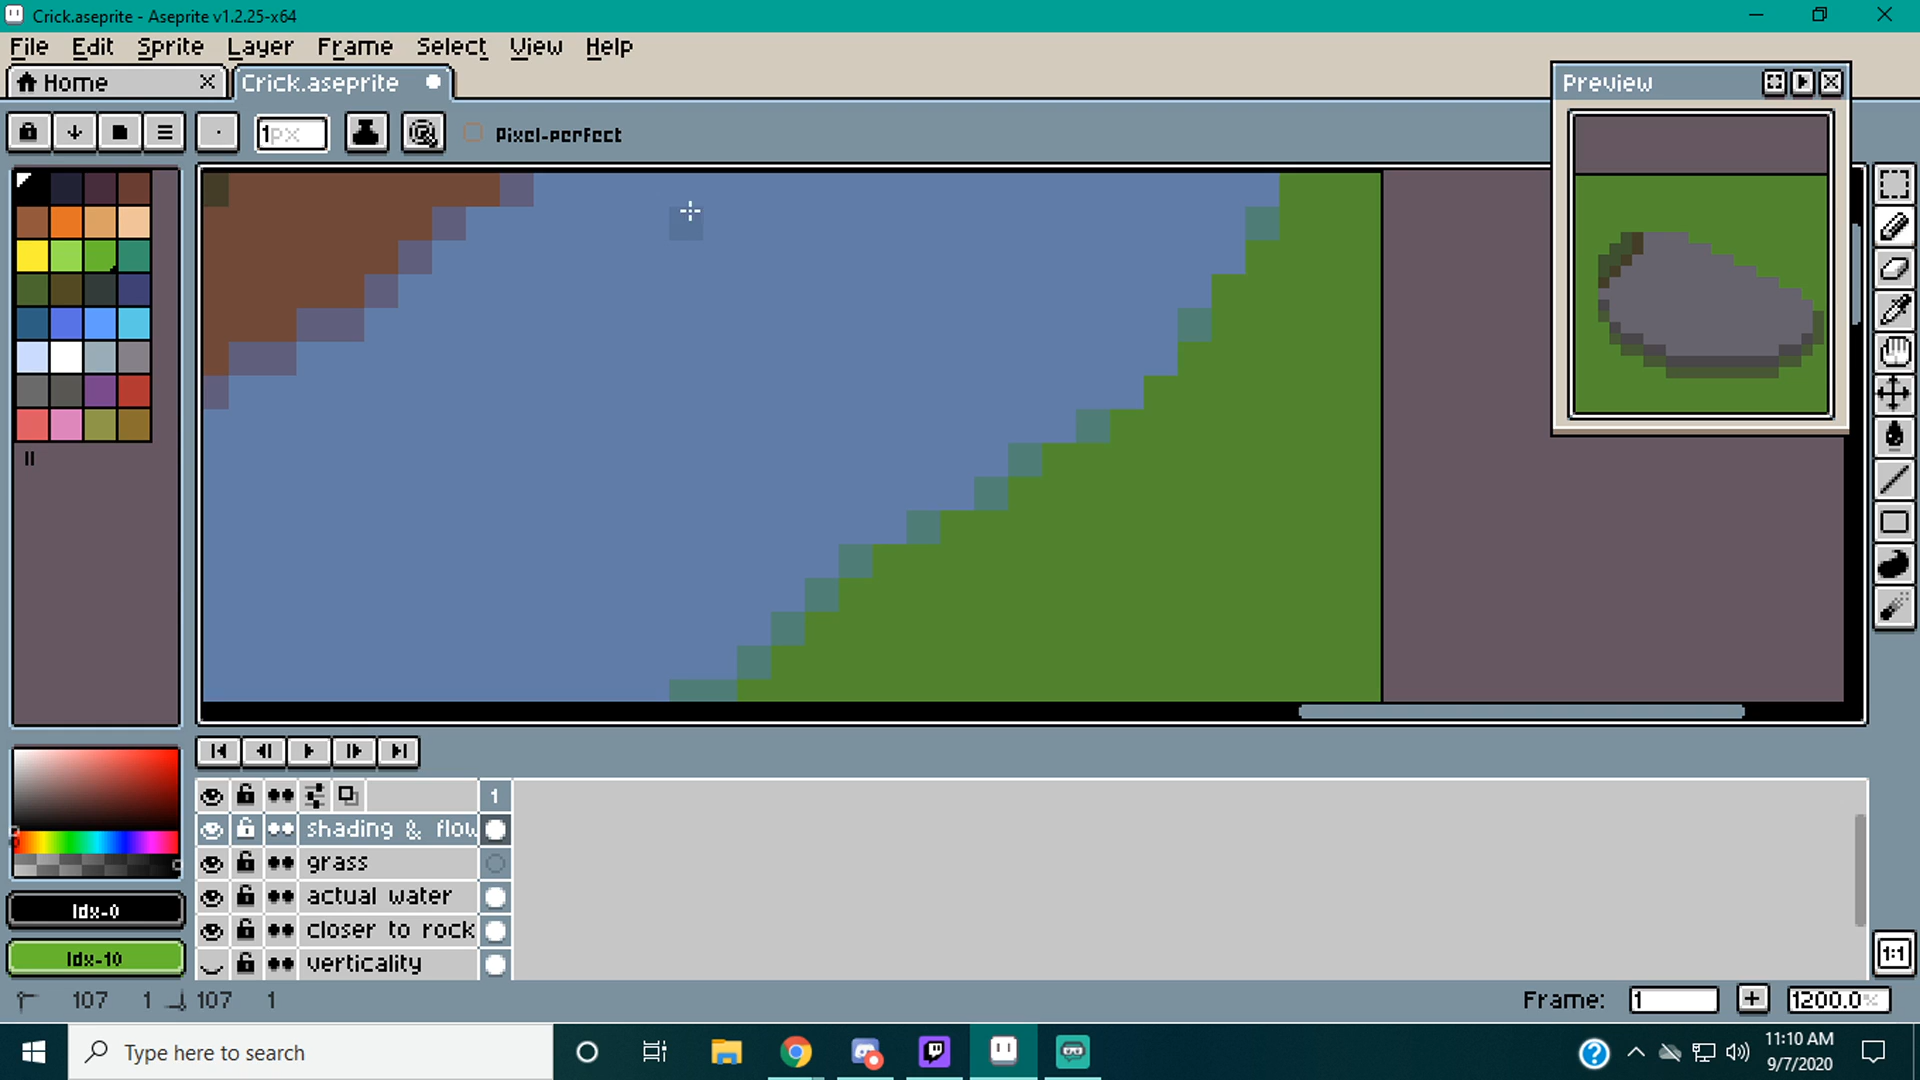 Crick.aseprite - Aseprite v1.2.25-x64
File Edit Sprite Layer Frame Select View Help
Home Crick.aseprite
Preview
1px Pixel-perfect
1
shading & flow
grass
actual water
closer to rock
verticality
Idx-0
Idx-10
107 1 107 1
Frame: 1 1200.0%
1:1
Type here to search
11:10 AM
9/7/2020